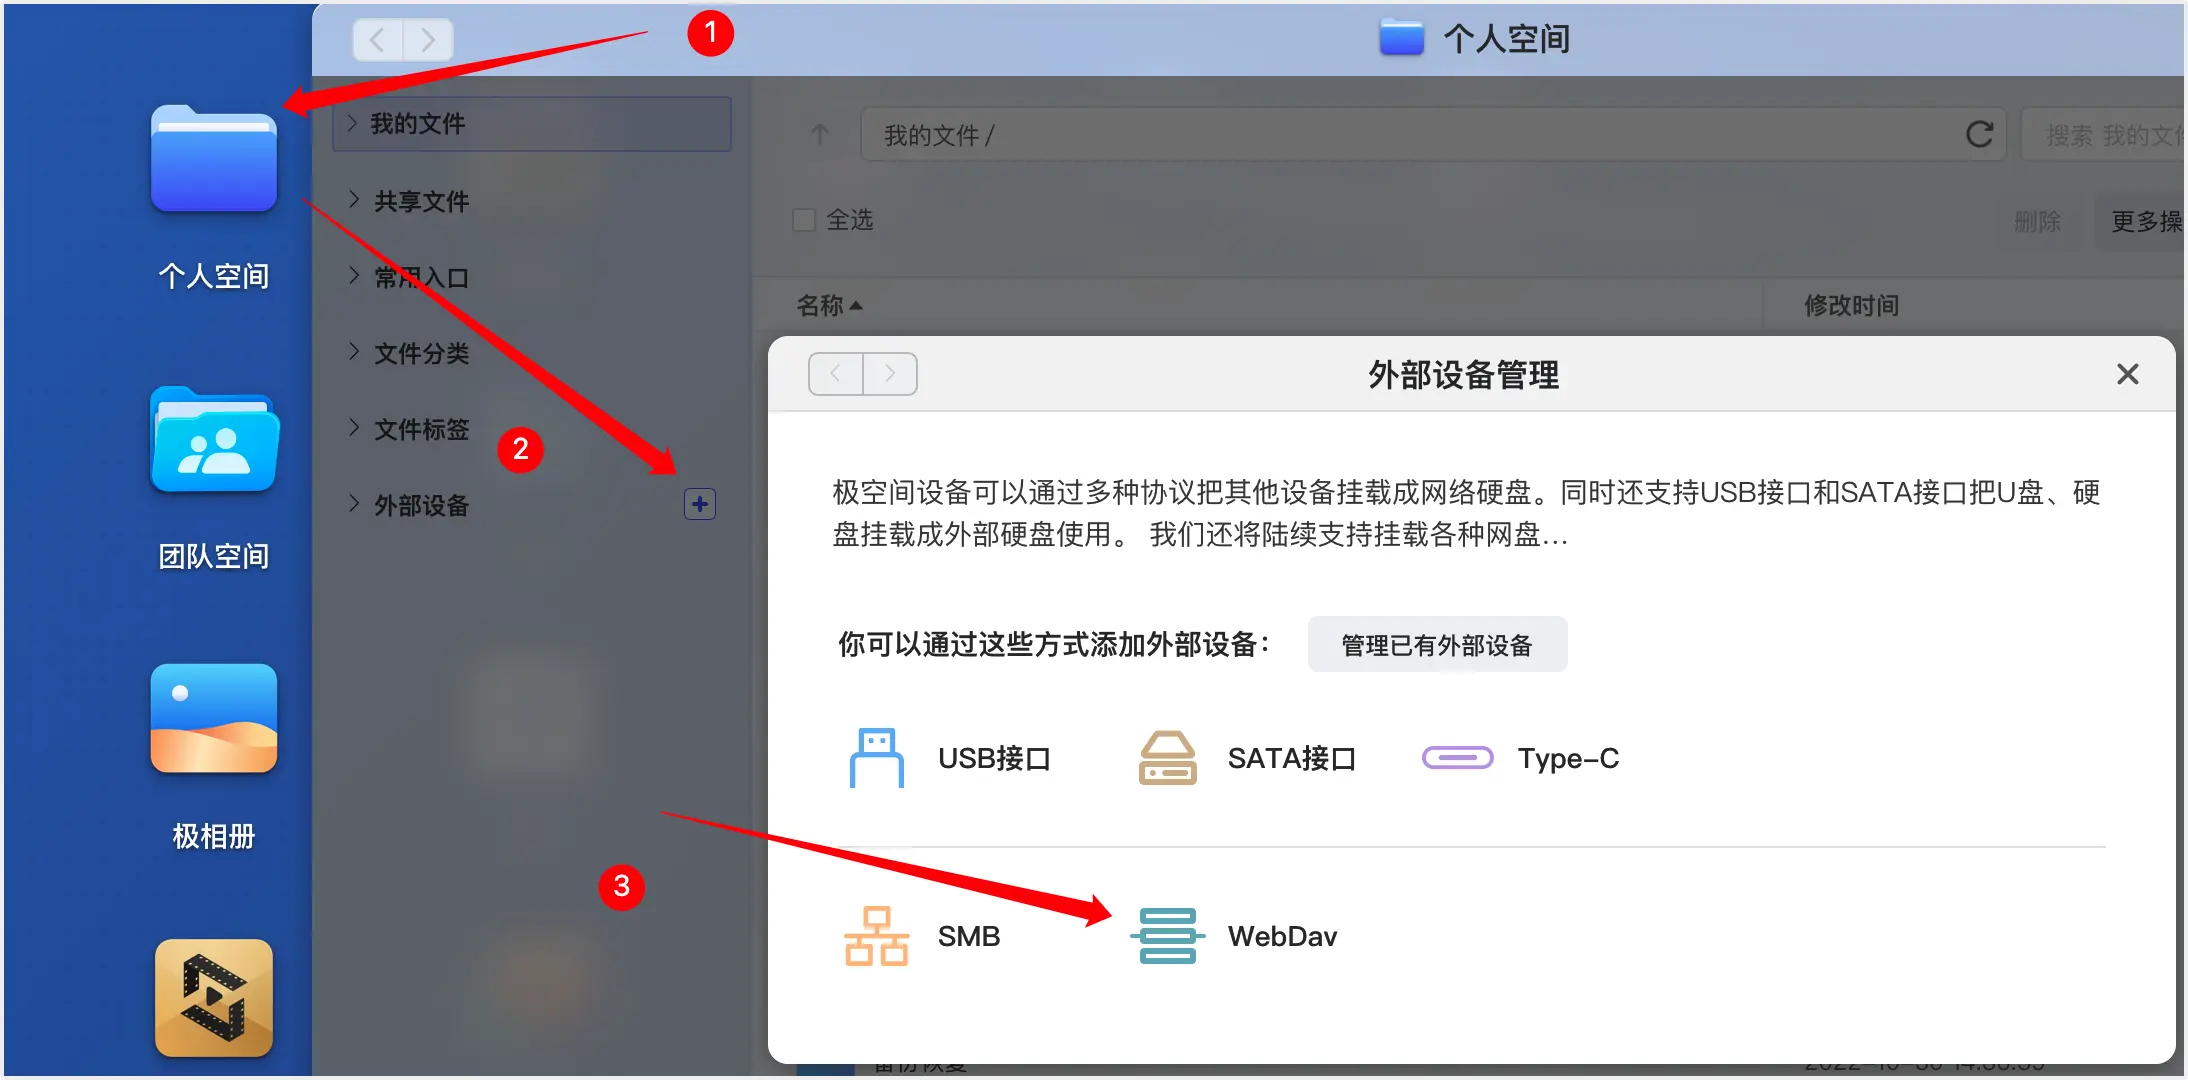 1
个人空间
我的文件
我的文件 /
搜索 我的文件
共享文件
全选
删除
更多操
常用入口
名称
修改时间
文件分类
外部设备管理
文件标签
2
外部设备
极空间设备可以通过多种协议把其他设备挂载成网络硬盘。同时还支持USB接口和SATA接口把U盘、硬
盘挂载成外部硬盘使用。 我们还将陆续支持挂载各种网盘...
你可以通过这些方式添加外部设备：
管理已有外部设备
USB接口
SATA接口
Type-C
3
SMB
WebDav
个人空间
团队空间
极相册